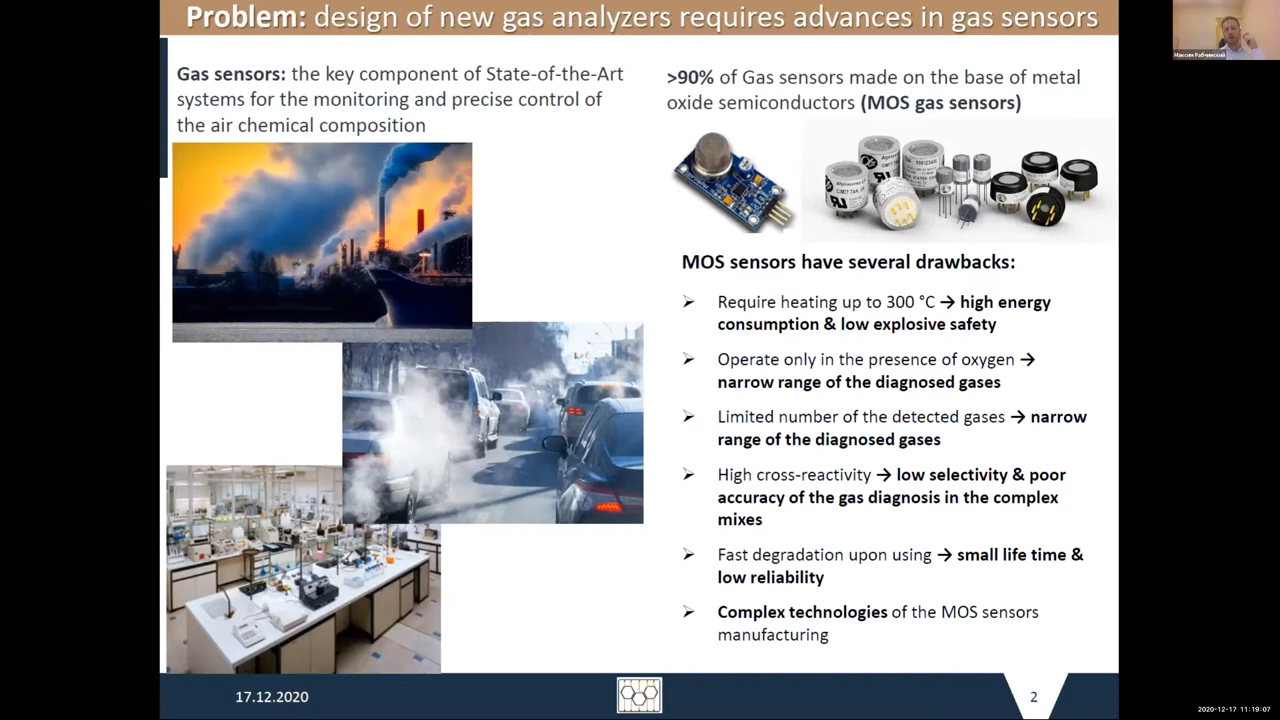 Problem: design of new gas analyzers requires advances in gas sensors
Gas sensors: the key component of State-of-the-Art
systems for the monitoring and precise control of
the air chemical composition
>90% of Gas sensors made on the base of metal
oxide semiconductors (MOS gas sensors)
MOS sensors have several drawbacks:
➢ Require heating up to 300 °C → high energy
consumption & low explosive safety
➢ Operate only in the presence of oxygen →
narrow range of the diagnosed gases
➢ Limited number of the detected gases → narrow
range of the diagnosed gases
➢ High cross-reactivity → low selectivity & poor
accuracy of the gas diagnosis in the complex
mixes
➢ Fast degradation upon using → small life time &
low reliability
➢ Complex technologies of the MOS sensors
manufacturing
17.12.2020
2
Максим Рабчинский
2020-12-17 11:19:07